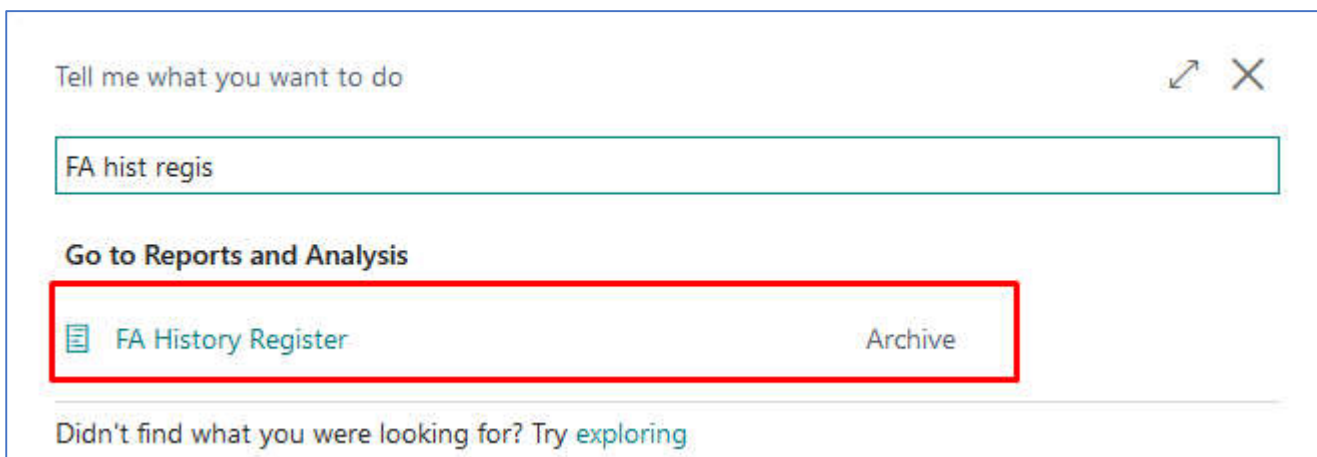 Tell me what you want to do
FA hist regis
Go to Reports and Analysis
FA History Register Archive
Didn't find what you were looking for? Try exploring